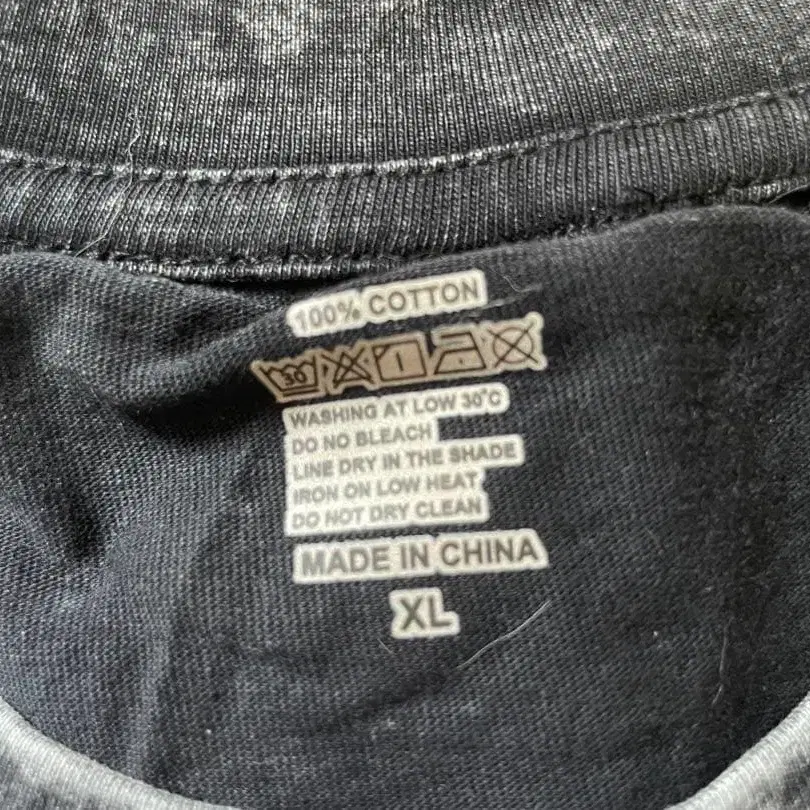 100% COTTON
30
WASHING AT LOW 30°C
DO NO BLEACH
LINE DRY IN THE SHADE
IRON ON LOW HEAT
DO NOT DRY CLEAN
MADE IN CHINA
XL